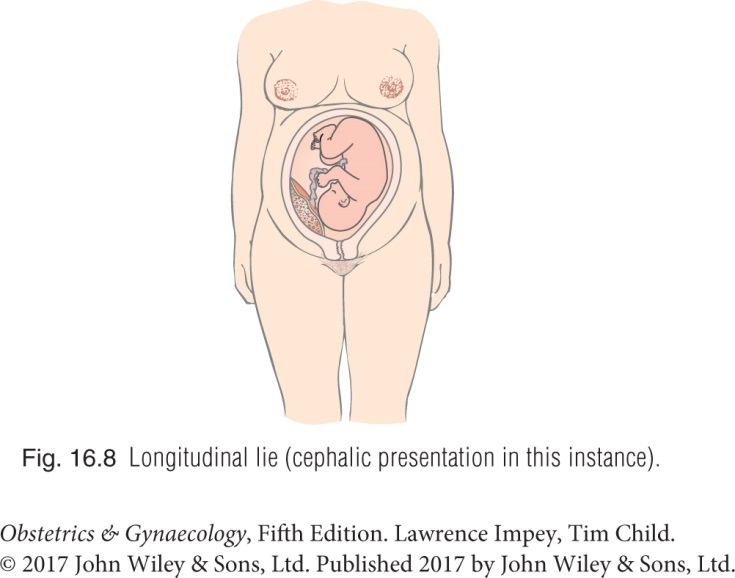 Fig. 16.8 Longitudinal lie (cephalic presentation in this instance).
Obstetrics & Gynaecology, Fifth Edition. Lawrence Impey, Tim Child.
© 2017 John Wiley & Sons, Ltd. Published 2017 by John Wiley & Sons, Ltd.